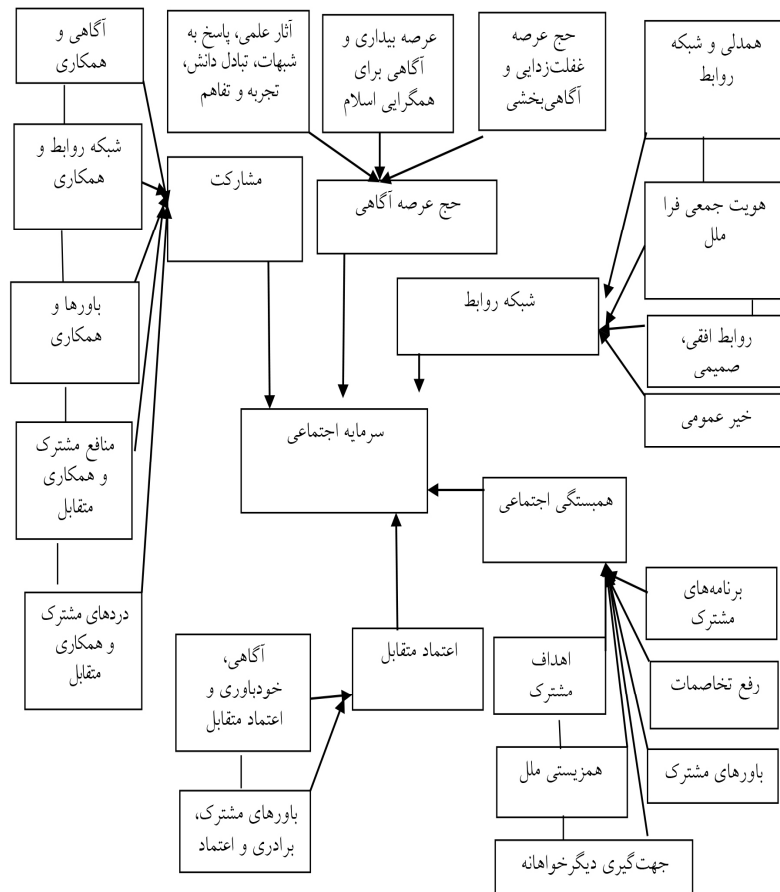 آگاهی و
همکاری
آثار علمی، پاسخ به
شبهات، تبادل دانش،
تجربه و تفاهم
عرصه بیداری و
آگاهی برای
همگرایی اسلام
حج عرصه
غفلت‌زدایی و
آگاهی‌بخشی
همدلی و شبکه
روابط
شبکه روابط و
همکاری
مشارکت
حج عرصه آگاهی
هویت جمعی فرا
ملل
باورها و
همکاری
شبکه روابط
روابط افقی،
صمیمی
خیر عمومی
منافع مشترک
و همکاری
متقابل
سرمایه اجتماعی
همبستگی اجتماعی
دردهای مشترک
و همکاری
متقابل
آگاهی،
خودباوری و
اعتماد متقابل
اعتماد متقابل
اهداف
مشترک
برنامه‌های
مشترک
رفع تخاصمات
همزیستی ملل
باورهای مشترک
باورهای مشترک،
برادری و اعتماد
جهت‌گیری دیگرخواهانه